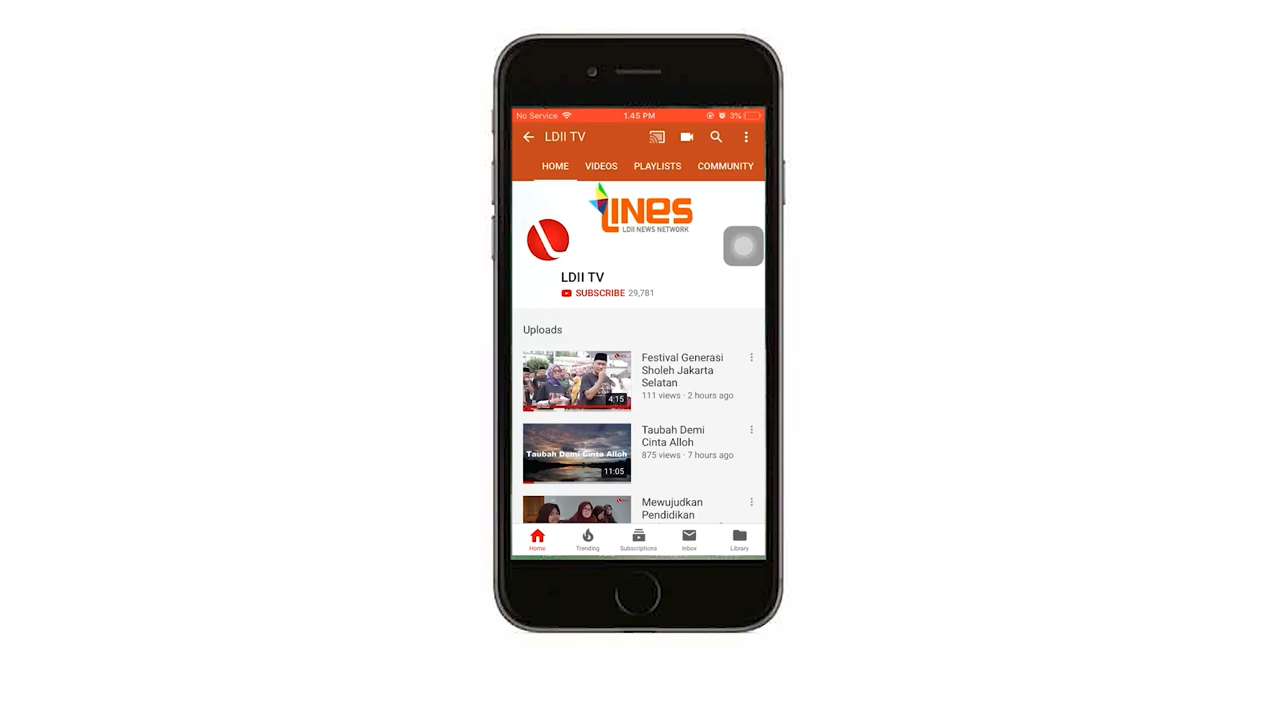 No Service 1.45 PM 3%
LDII TV
HOME VIDEOS PLAYLISTS COMMUNITY
LINES
LDII NEWS NETWORK
LDII TV
SUBSCRIBE 29,781
Uploads
Festival Generasi
Sholeh Jakarta
Selatan
111 views · 2 hours ago
4:15
Taubah Demi
Cinta Alloh
875 views · 7 hours ago
Taubah Demi Cinta Alloh
11:05
Mewujudkan
Pendidikan
Home Trending Subscriptions Inbox Library